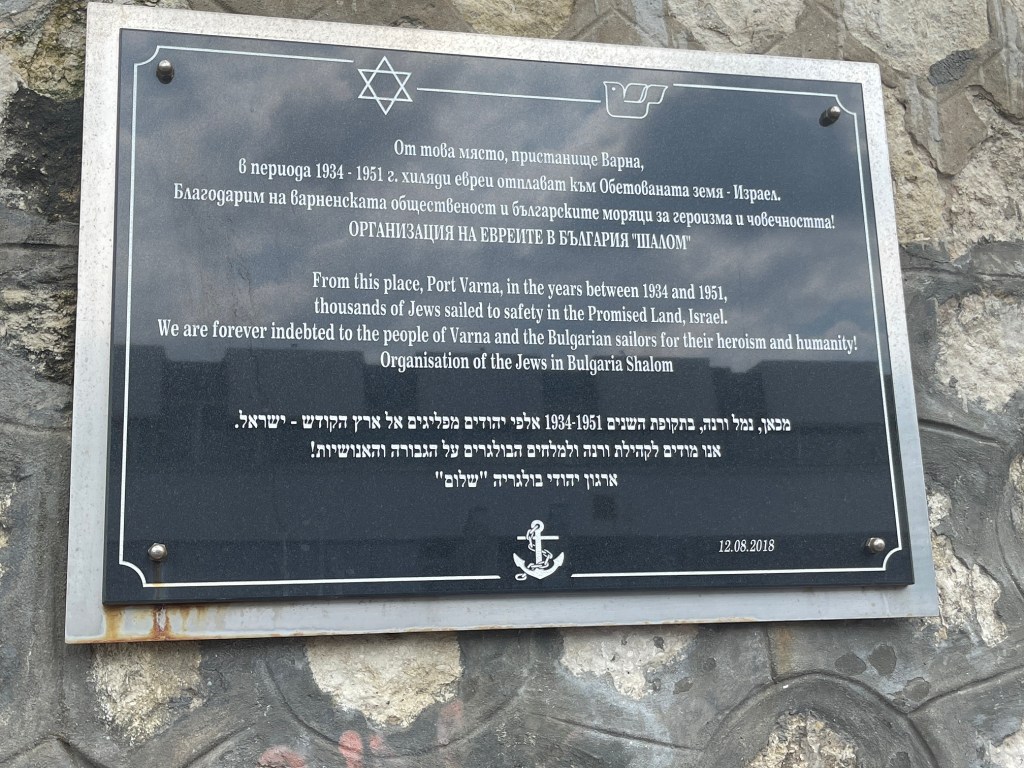 От това място, пристанище Варна,
в периода 1934 - 1951 г. хиляди евреи отплават към Обетованата земя - Израел.
Благодарим на варненската общественост и българските моряци за героизма и човечността!
ОРГАНИЗАЦИЯ НА ЕВРЕИТЕ В БЪЛГАРИЯ "ШАЛОМ"
From this place, Port Varna, in the years between 1934 and 1951,
thousands of Jews sailed to safety in the Promised Land, Israel.
We are forever indebted to the people of Varna and the Bulgarian sailors for their heroism and humanity!
Organisation of the Jews in Bulgaria Shalom
מכאן, נמל ורנה, בתקופת השנים 1934-1951 אלפי יהודים מפליגים אל ארץ הקודש - ישראל.
אנו מודים לקהילת ורנה ולמלחים הבולגרים על הגבורה והאנושיות!
ארגון יהודי בולגריה "שלום"
12.08.2018